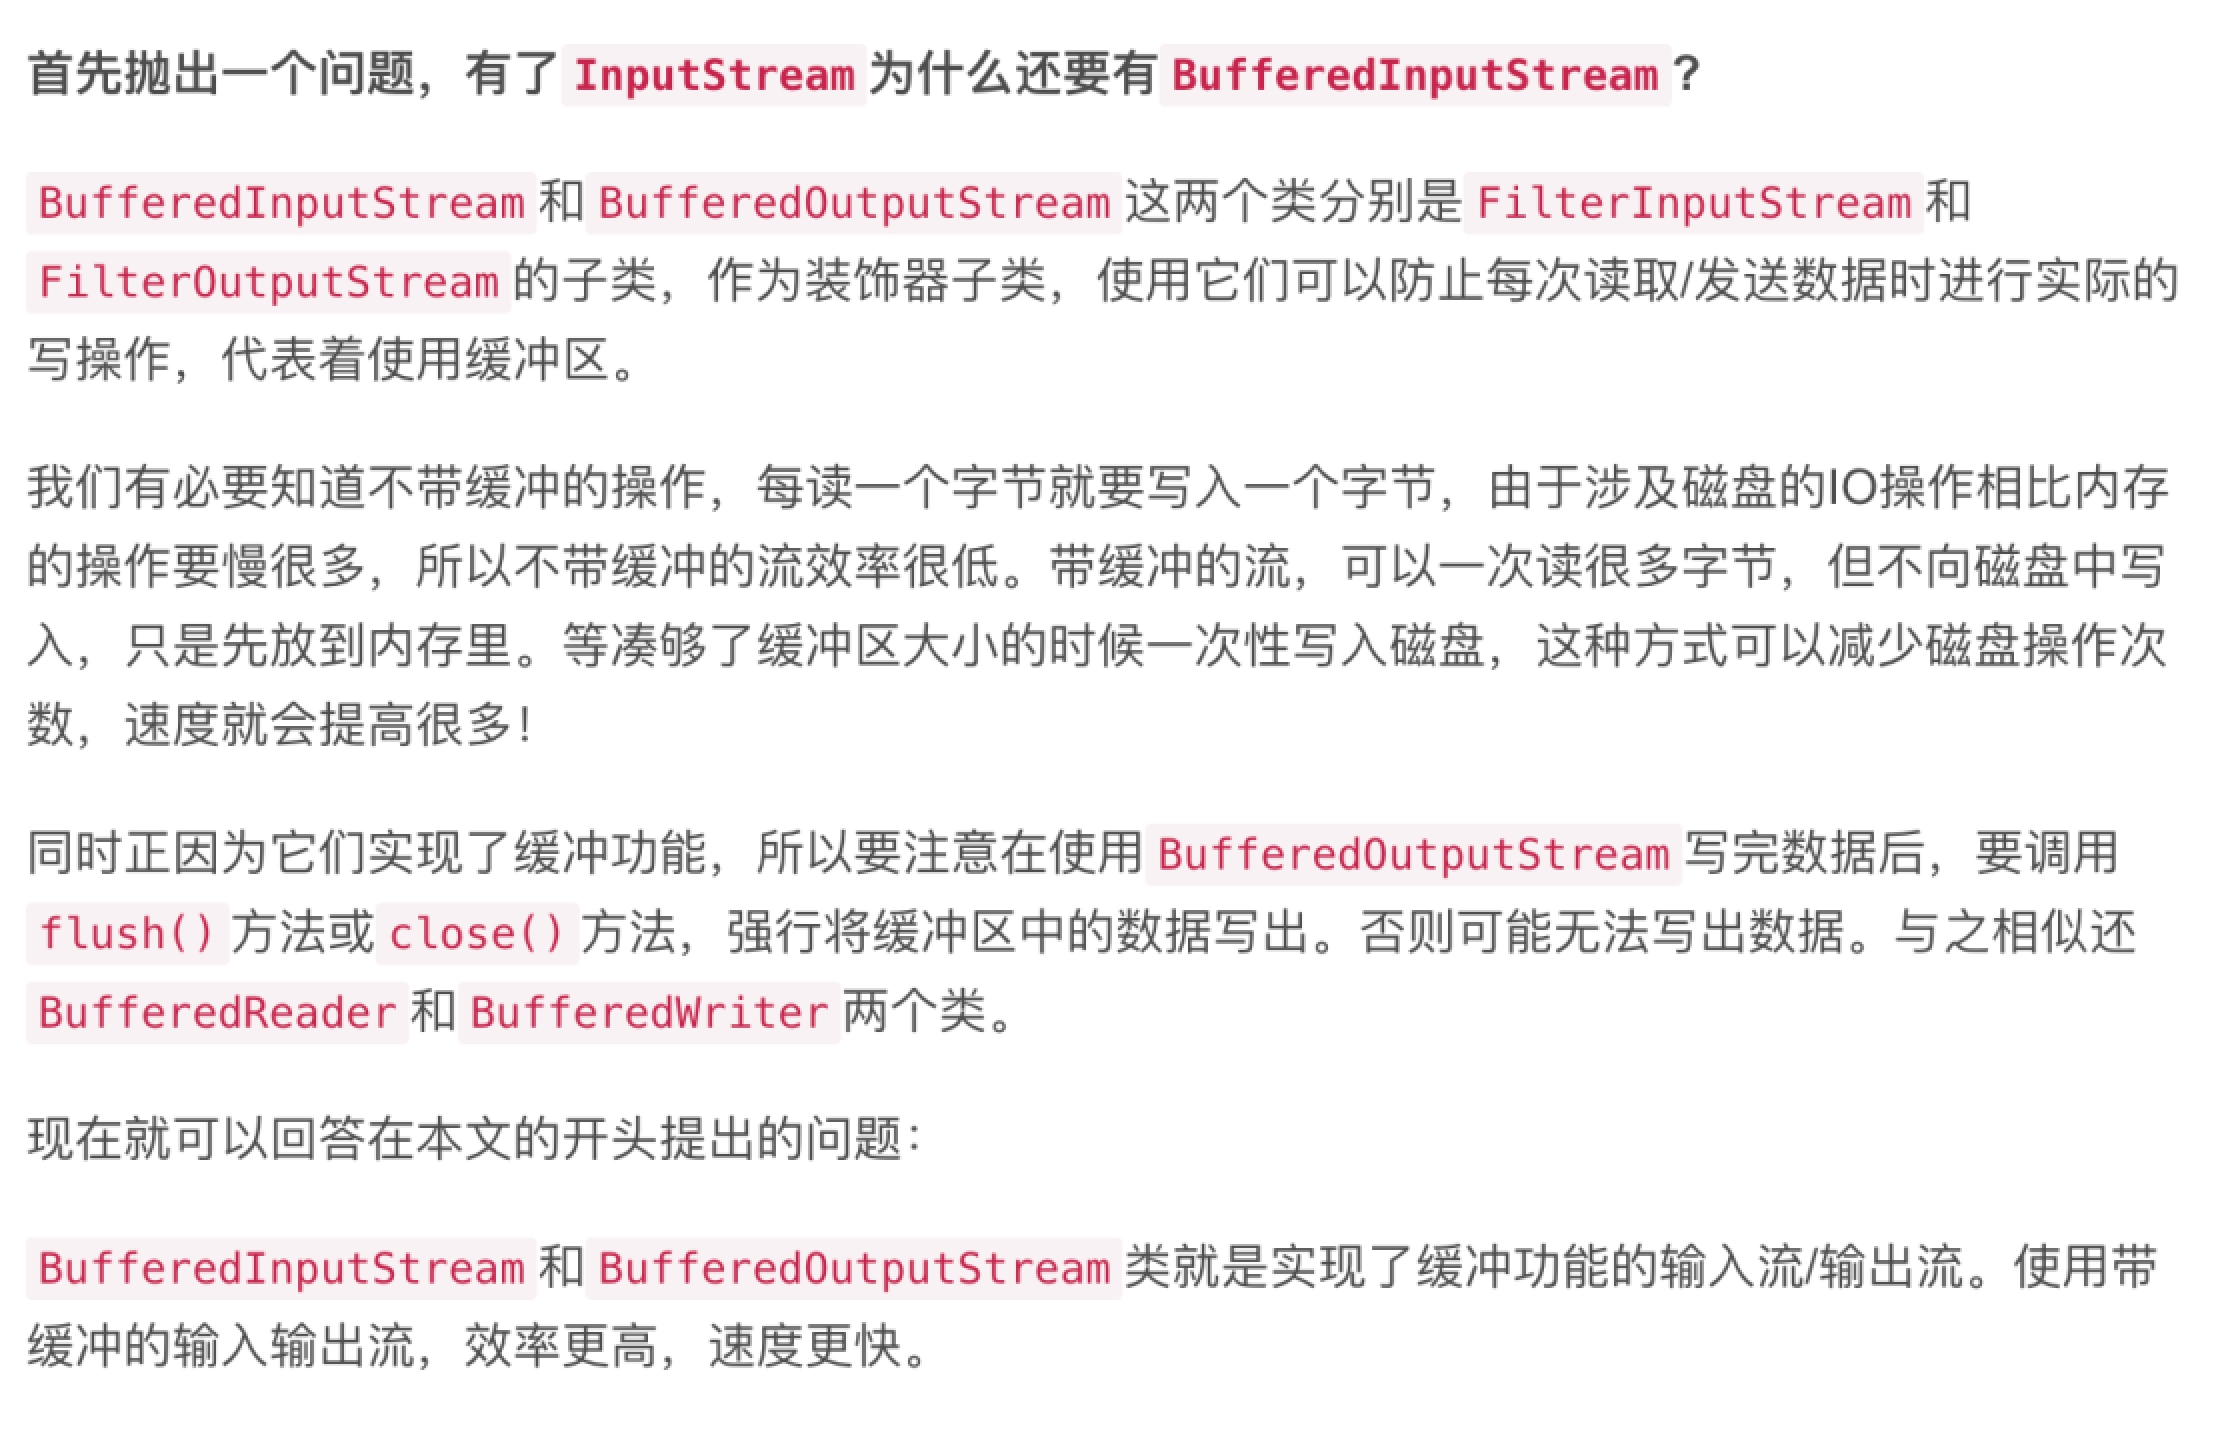 首先抛出一个问题，有了InputStream为什么还要有BufferedInputStream？
BufferedInputStream和BufferedOutputStream这两个类分别是FilterInputStream和
FilterOutputStream的子类，作为装饰器子类，使用它们可以防止每次读取/发送数据时进行实际的
写操作，代表着使用缓冲区。
我们有必要知道不带缓冲的操作，每读一个字节就要写入一个字节，由于涉及磁盘的IO操作相比内存
的操作要慢很多，所以不带缓冲的流效率很低。带缓冲的流，可以一次读很多字节，但不向磁盘中写
入，只是先放到内存里。等凑够了缓冲区大小的时候一次性写入磁盘，这种方式可以减少磁盘操作次
数，速度就会提高很多！
同时正因为它们实现了缓冲功能，所以要注意在使用BufferedOutputStream写完数据后，要调用
flush()方法或close()方法，强行将缓冲区中的数据写出。否则可能无法写出数据。与之相似还
BufferedReader和BufferedWriter两个类。
现在就可以回答在本文的开头提出的问题：
BufferedInputStream和BufferedOutputStream类就是实现了缓冲功能的输入流/输出流。使用带
缓冲的输入输出流，效率更高，速度更快。